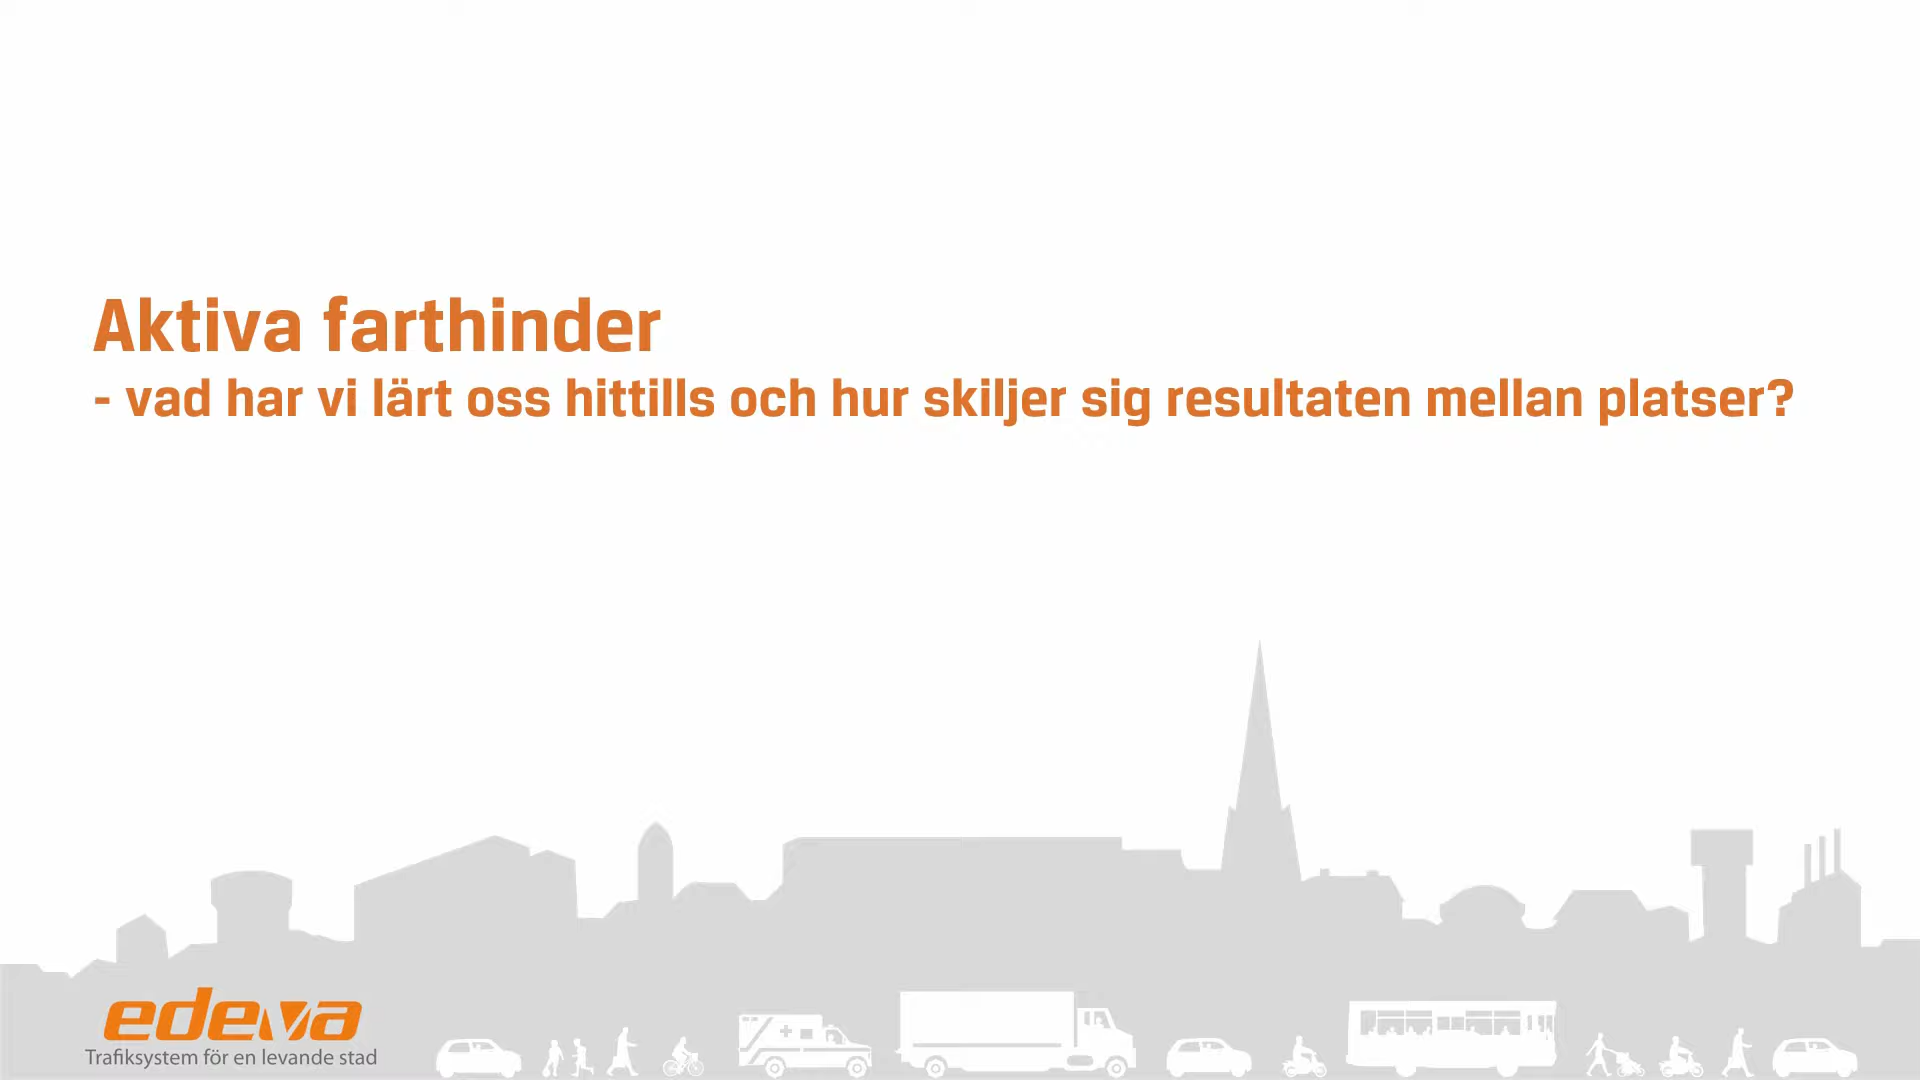 Aktiva farthinder
- vad har vi lärt oss hittills och hur skiljer sig resultaten mellan platser?
edeva
Trafiksystem för en levande stad